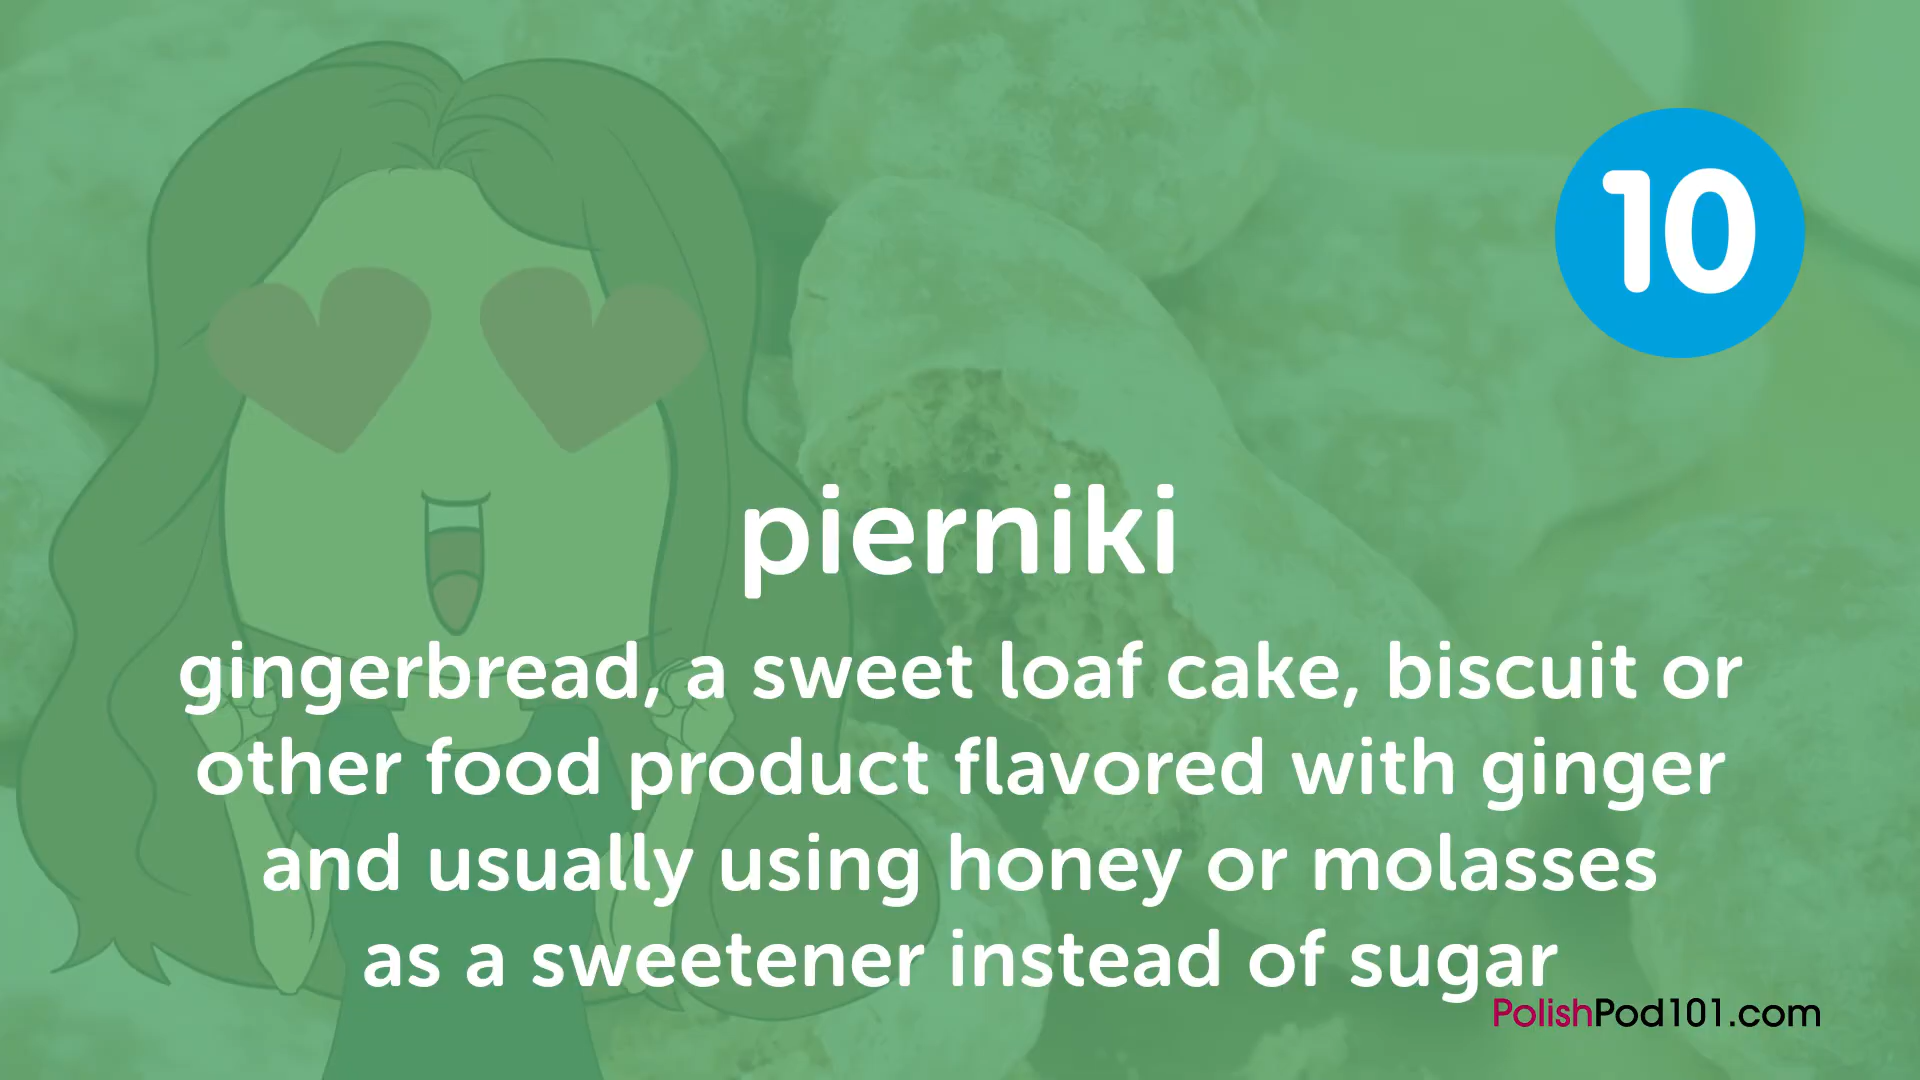 10
pierniki
gingerbread, a sweet loaf cake, biscuit or
other food product flavored with ginger
and usually using honey or molasses
as a sweetener instead of sugar
PolishPod101.com